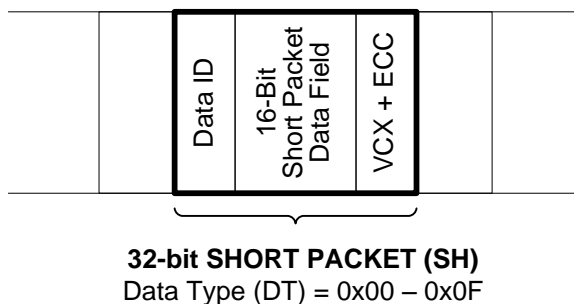 Data ID
16-Bit
Short Packet
Data Field
VCX + ECC
32-bit SHORT PACKET (SH)
Data Type (DT) = 0x00 – 0x0F